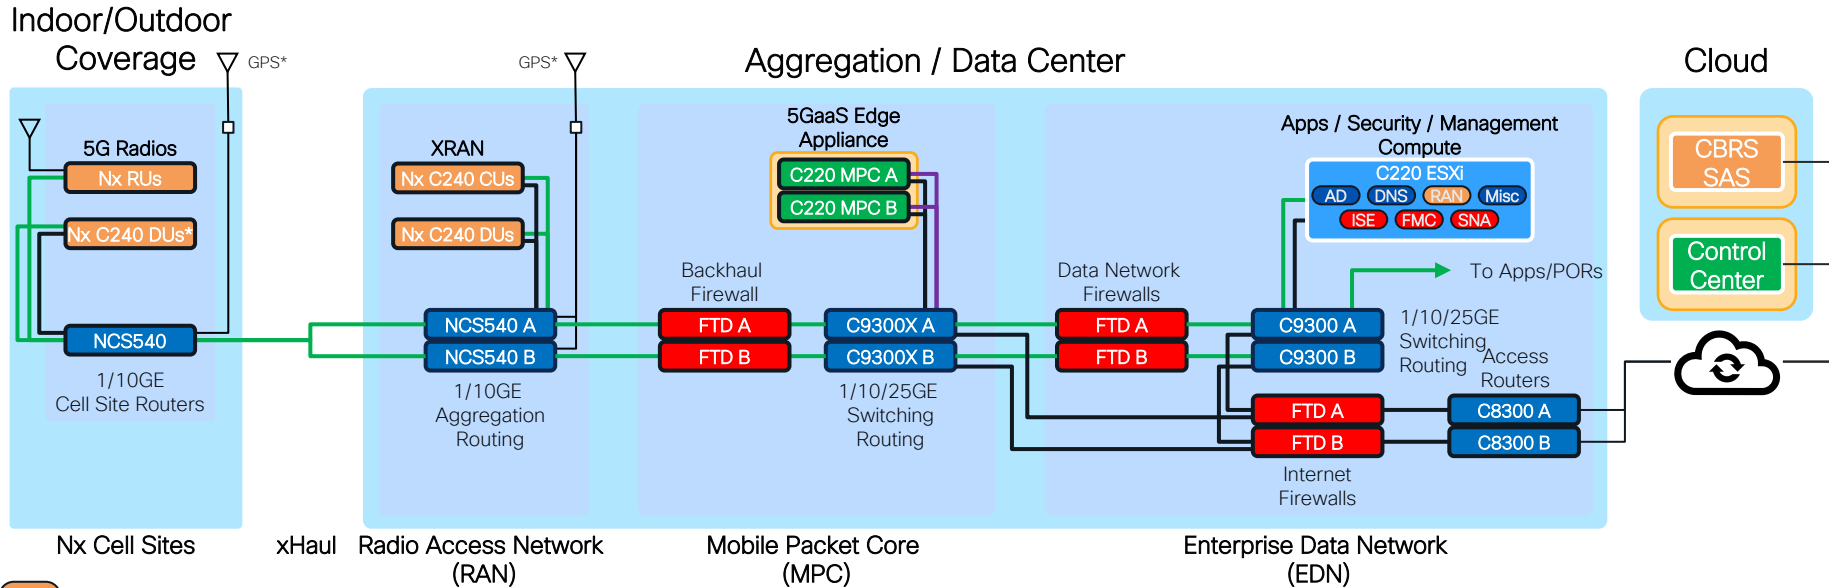 Indoor/Outdoor
Coverage
GPS*
GPS*
Aggregation / Data Center
Cloud
5G Radios
Nx RUs
Nx C240 DUs*
NCS540
1/10GE
Cell Site Routers
XRAN
Nx C240 CUs
Nx C240 DUs
NCS540 A
NCS540 B
1/10GE
Aggregation
Routing
5GaaS Edge
Appliance
C220 MPC A
C220 MPC B
Backhaul
Firewall
FTD A
FTD B
C9300X A
C9300X B
1/10/25GE
Switching
Routing
Apps / Security / Management
Compute
C220 ESXi
AD DNS RAN Misc
ISE FMC SNA
Data Network
Firewalls
FTD A
FTD B
To Apps/PORs
C9300 A
C9300 B
1/10/25GE
Switching
Routing
Access
Routers
FTD A
FTD B
Internet
Firewalls
C8300 A
C8300 B
CBRS
SAS
Control
Center
Nx Cell Sites
xHaul
Radio Access Network
(RAN)
Mobile Packet Core
(MPC)
Enterprise Data Network
(EDN)